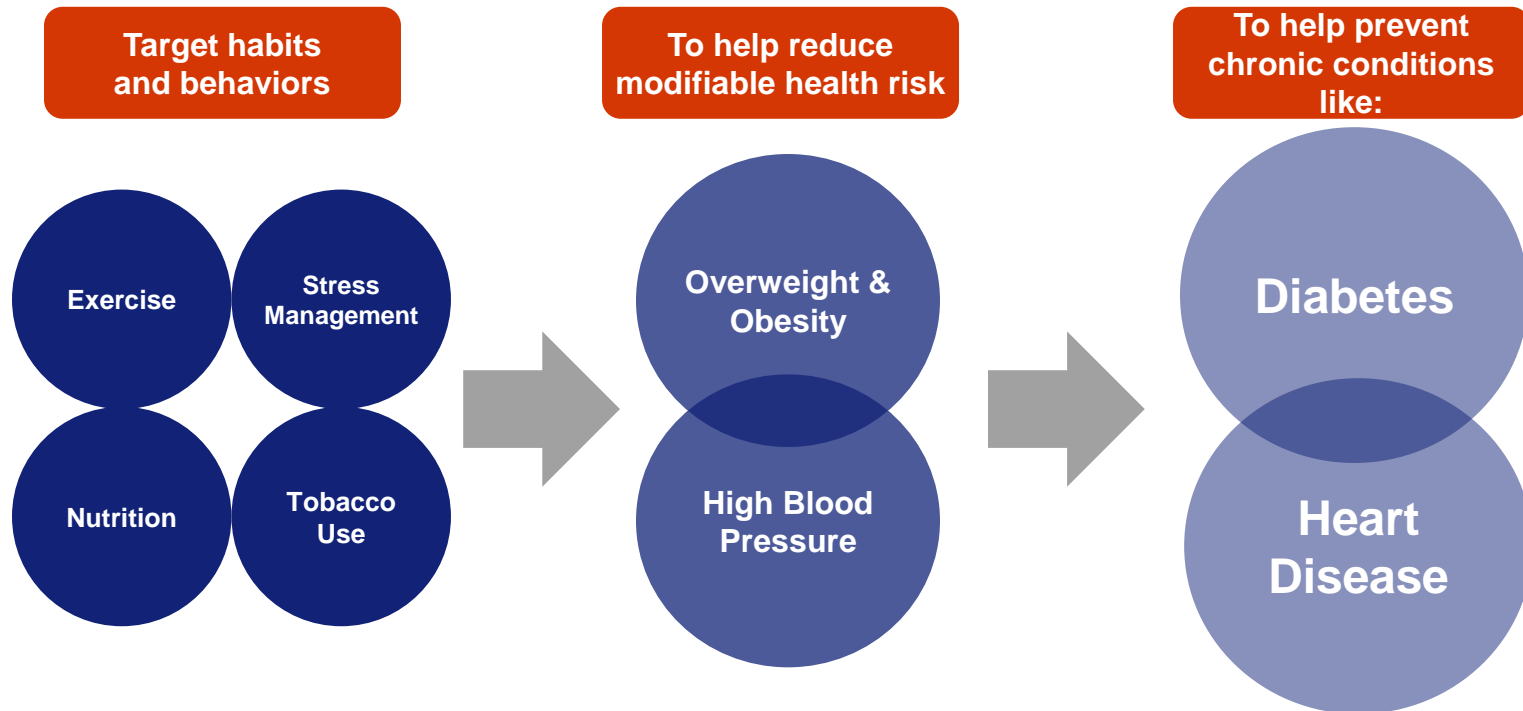 Target habits
and behaviors
To help reduce
modifiable health risk
To help prevent
chronic conditions
like:
Exercise
Stress
Management
Nutrition
Tobacco
Use
Overweight &
Obesity
High Blood
Pressure
Diabetes
Heart
Disease